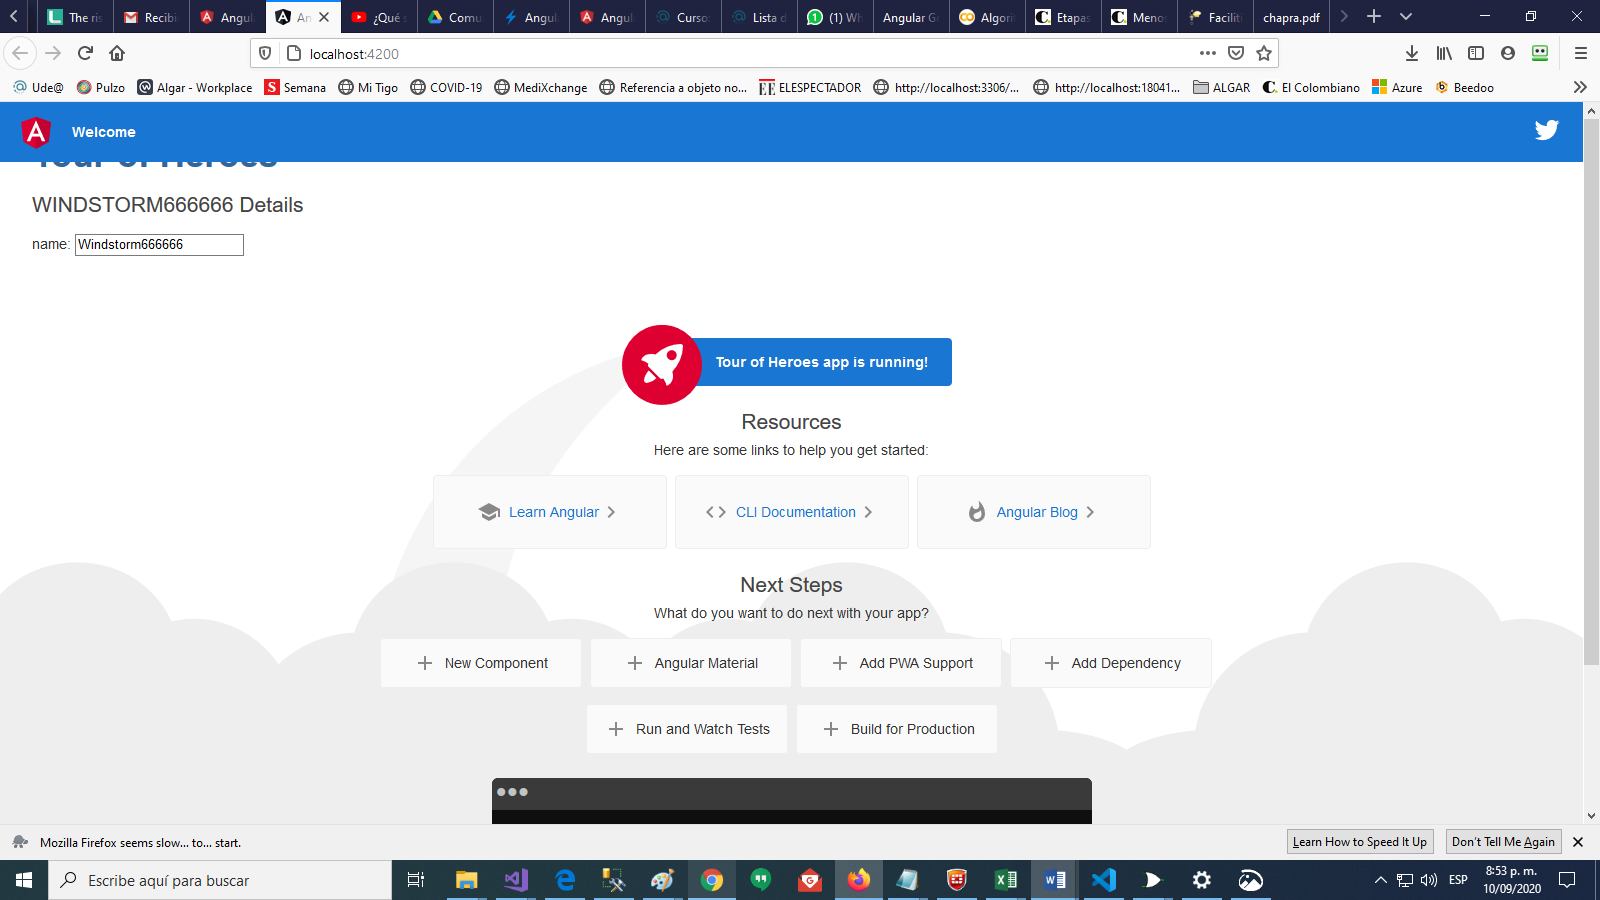 The ris
Recibi
Angula
An
¿Qué s
Comu
Angul
Angul
Curso:
Lista d
(1) Wh
Angular Gr
Algori
Etapas
Meno
Facilit
chapra.pdf
localhost:4200
Ude@
Pulzo
Algar - Workplace
Semana
Mi Tigo
COVID-19
MediXchange
Referencia a objeto no...
ELESPECTADOR
http://localhost:3306/...
http://localhost:18041...
ALGAR
El Colombiano
Azure
Beedoo
Welcome
Tour of Heroes
WINDSTORM666666 Details
name: Windstorm666666
Tour of Heroes app is running!
Resources
Here are some links to help you get started:
Learn Angular
CLI Documentation
Angular Blog
Next Steps
What do you want to do next with your app?
New Component
Angular Material
Add PWA Support
Add Dependency
Run and Watch Tests
Build for Production
Mozilla Firefox seems slow... to... start.
Learn How to Speed It Up
Don't Tell Me Again
Escribe aquí para buscar
ESP
8:53 p. m.
10/09/2020